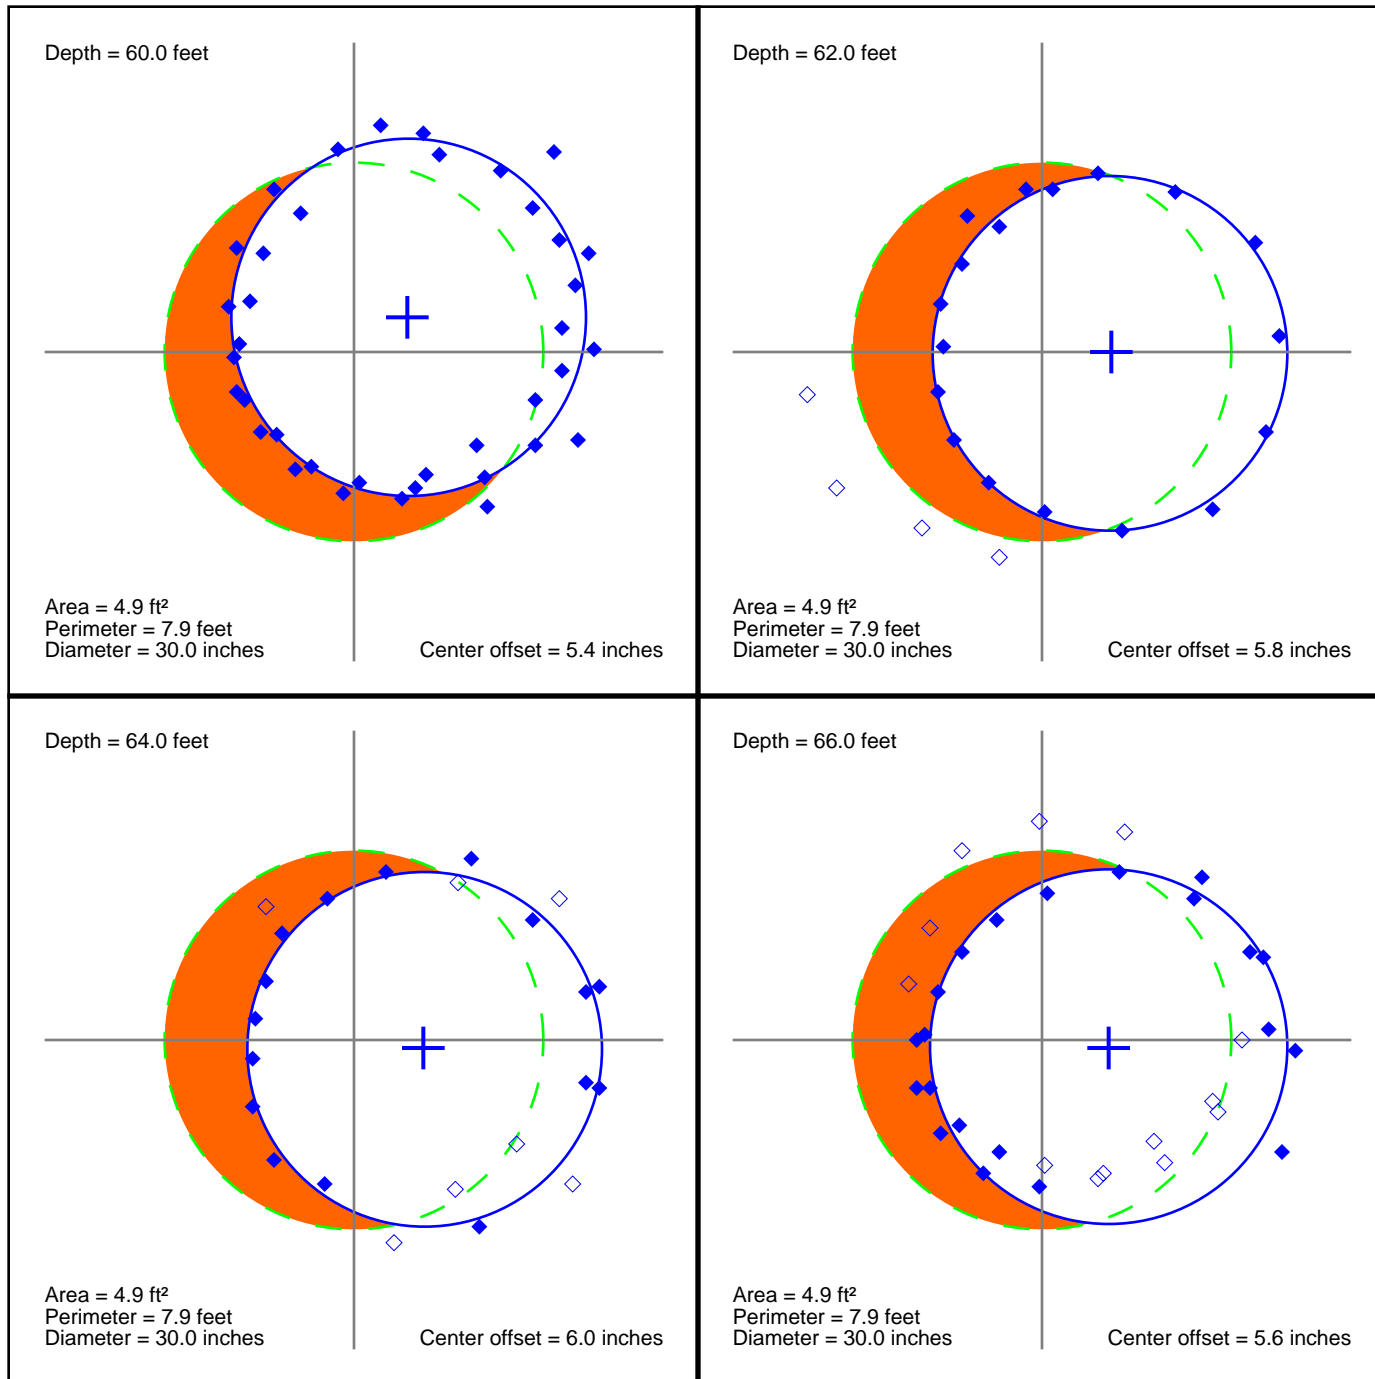 Depth = 60.0 feet
Area = 4.9 ft²
Perimeter = 7.9 feet
Diameter = 30.0 inches
Center offset = 5.4 inches
Depth = 62.0 feet
Area = 4.9 ft²
Perimeter = 7.9 feet
Diameter = 30.0 inches
Center offset = 5.8 inches
Depth = 64.0 feet
Area = 4.9 ft²
Perimeter = 7.9 feet
Diameter = 30.0 inches
Center offset = 6.0 inches
Depth = 66.0 feet
Area = 4.9 ft²
Perimeter = 7.9 feet
Diameter = 30.0 inches
Center offset = 5.6 inches